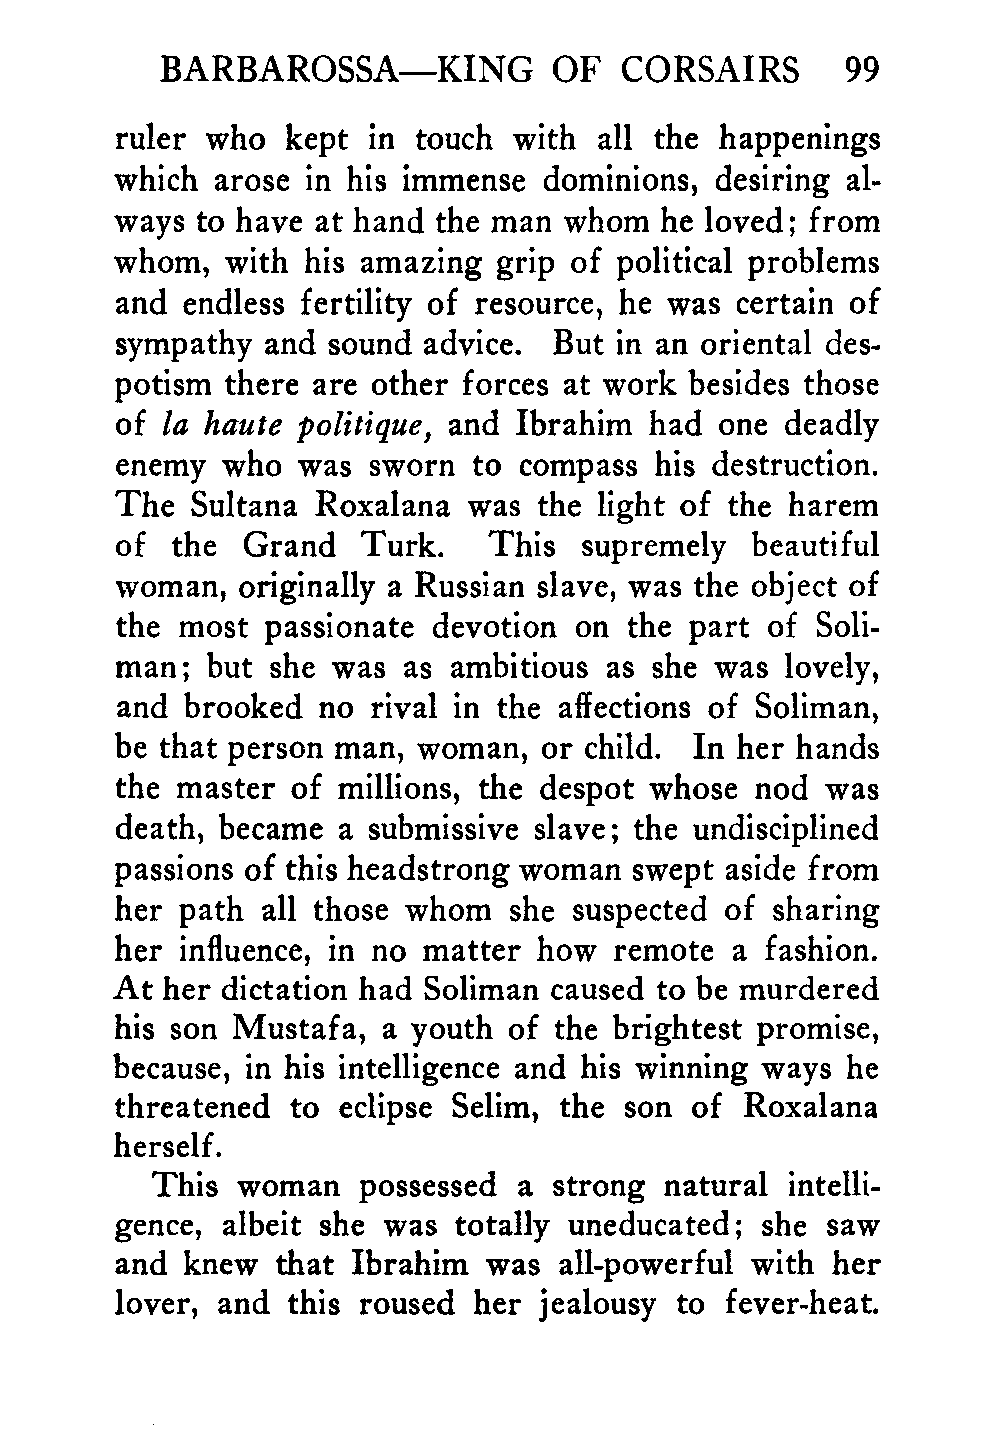 BARBAROSSA—KING OF CORSAIRS 99
ruler who kept in touch with all the happenings
which arose in his immense dominions, desiring al-
ways to have at hand the man whom he loved; from
whom, with his amazing grip of political problems
and endless fertility of resource, he was certain of
sympathy and sound advice. But in an oriental des-
potism there are other forces at work besides those
of la haute politique, and Ibrahim had one deadly
enemy who was sworn to compass his destruction.
The Sultana Roxalana was the light of the harem
of the Grand Turk. This supremely beautiful
woman, originally a Russian slave, was the object of
the most passionate devotion on the part of Soli-
man; but she was as ambitious as she was lovely,
and brooked no rival in the affections of Soliman,
be that person man, woman, or child. In her hands
the master of millions, the despot whose nod was
death, became a submissive slave; the undisciplined
passions of this headstrong woman swept aside from
her path all those whom she suspected of sharing
her influence, in no matter how remote a fashion.
At her dictation had Soliman caused to be murdered
his son Mustafa, a youth of the brightest promise,
because, in his intelligence and his winning ways he
threatened to eclipse Selim, the son of Roxalana
herself.
This woman possessed a strong natural intelli-
gence, albeit she was totally uneducated; she saw
and knew that Ibrahim was all-powerful with her
lover, and this roused her jealousy to fever-heat.